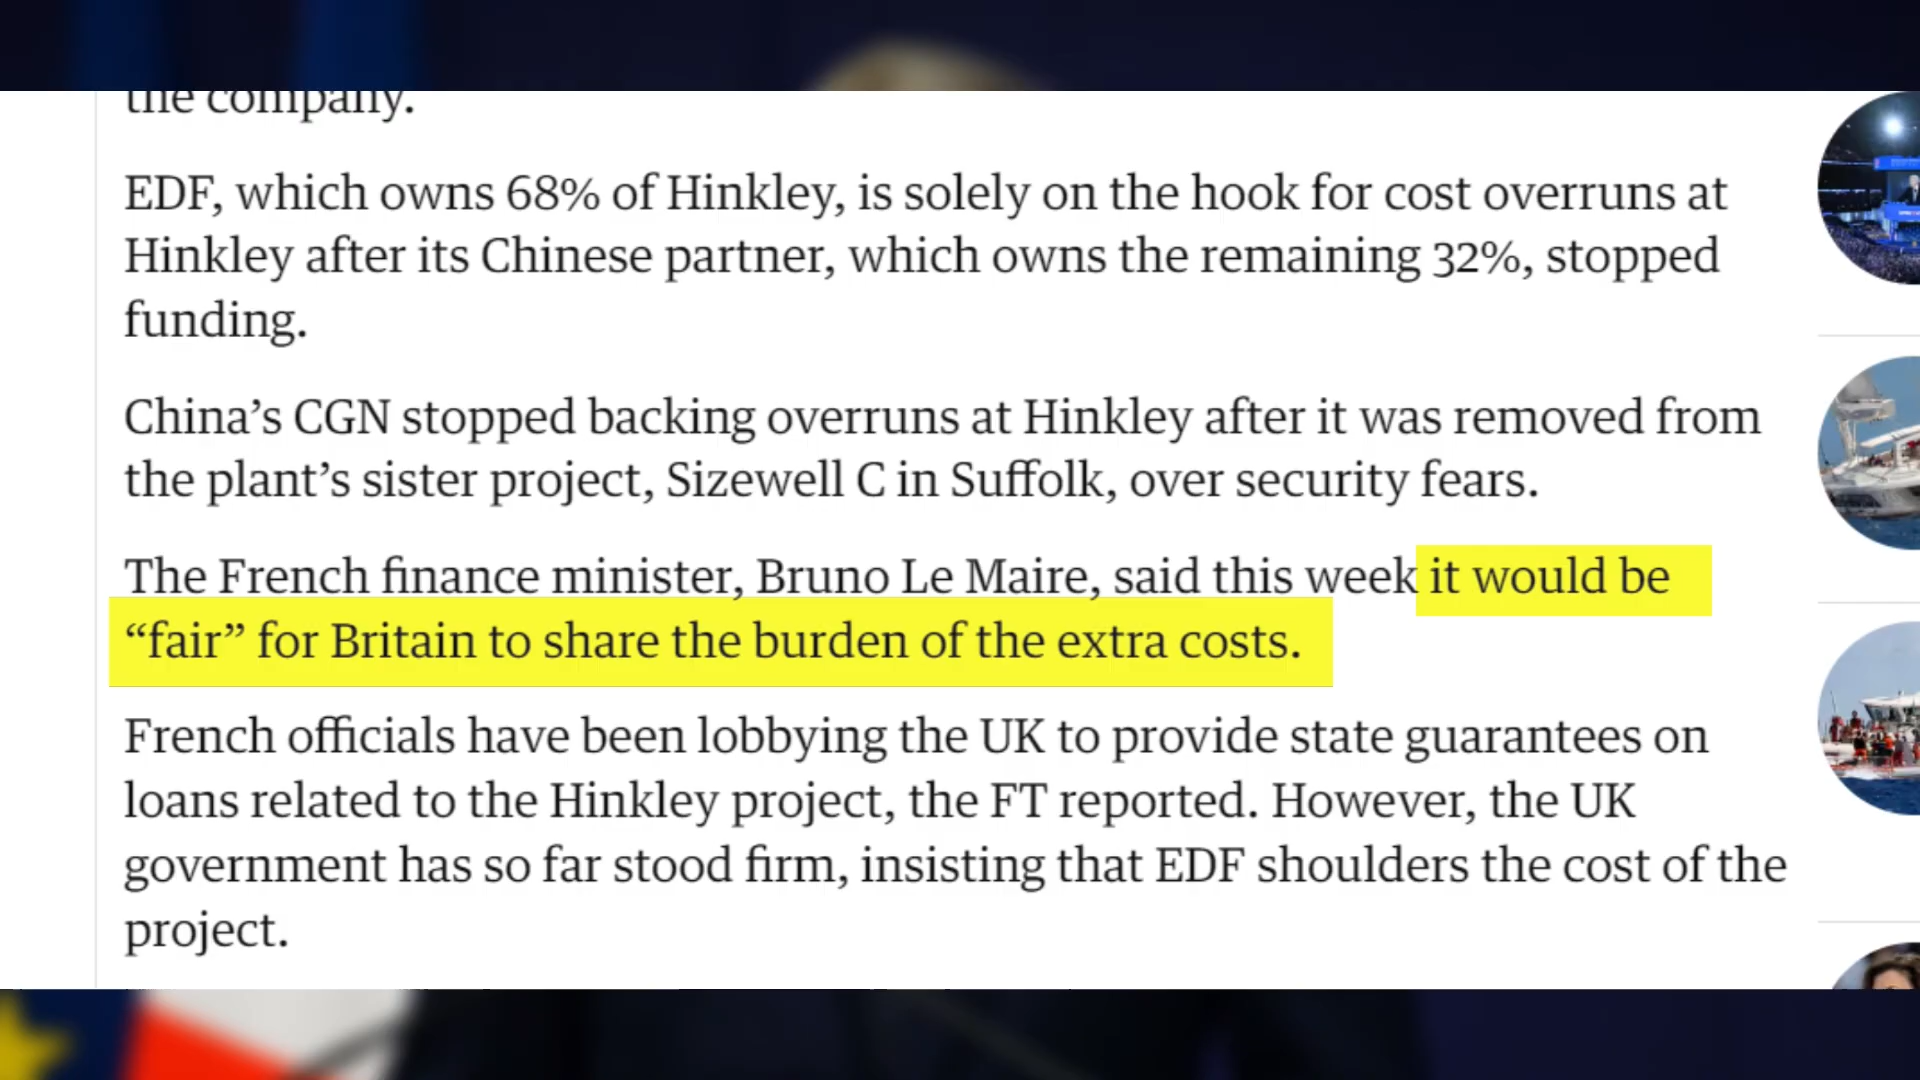 the company.
EDF, which owns 68% of Hinkley, is solely on the hook for cost overruns at
Hinkley after its Chinese partner, which owns the remaining 32%, stopped
funding.
China’s CGN stopped backing overruns at Hinkley after it was removed from
the plant’s sister project, Sizewell C in Suffolk, over security fears.
The French finance minister, Bruno Le Maire, said this week it would be
“fair” for Britain to share the burden of the extra costs.
French officials have been lobbying the UK to provide state guarantees on
loans related to the Hinkley project, the FT reported. However, the UK
government has so far stood firm, insisting that EDF shoulders the cost of the
project.